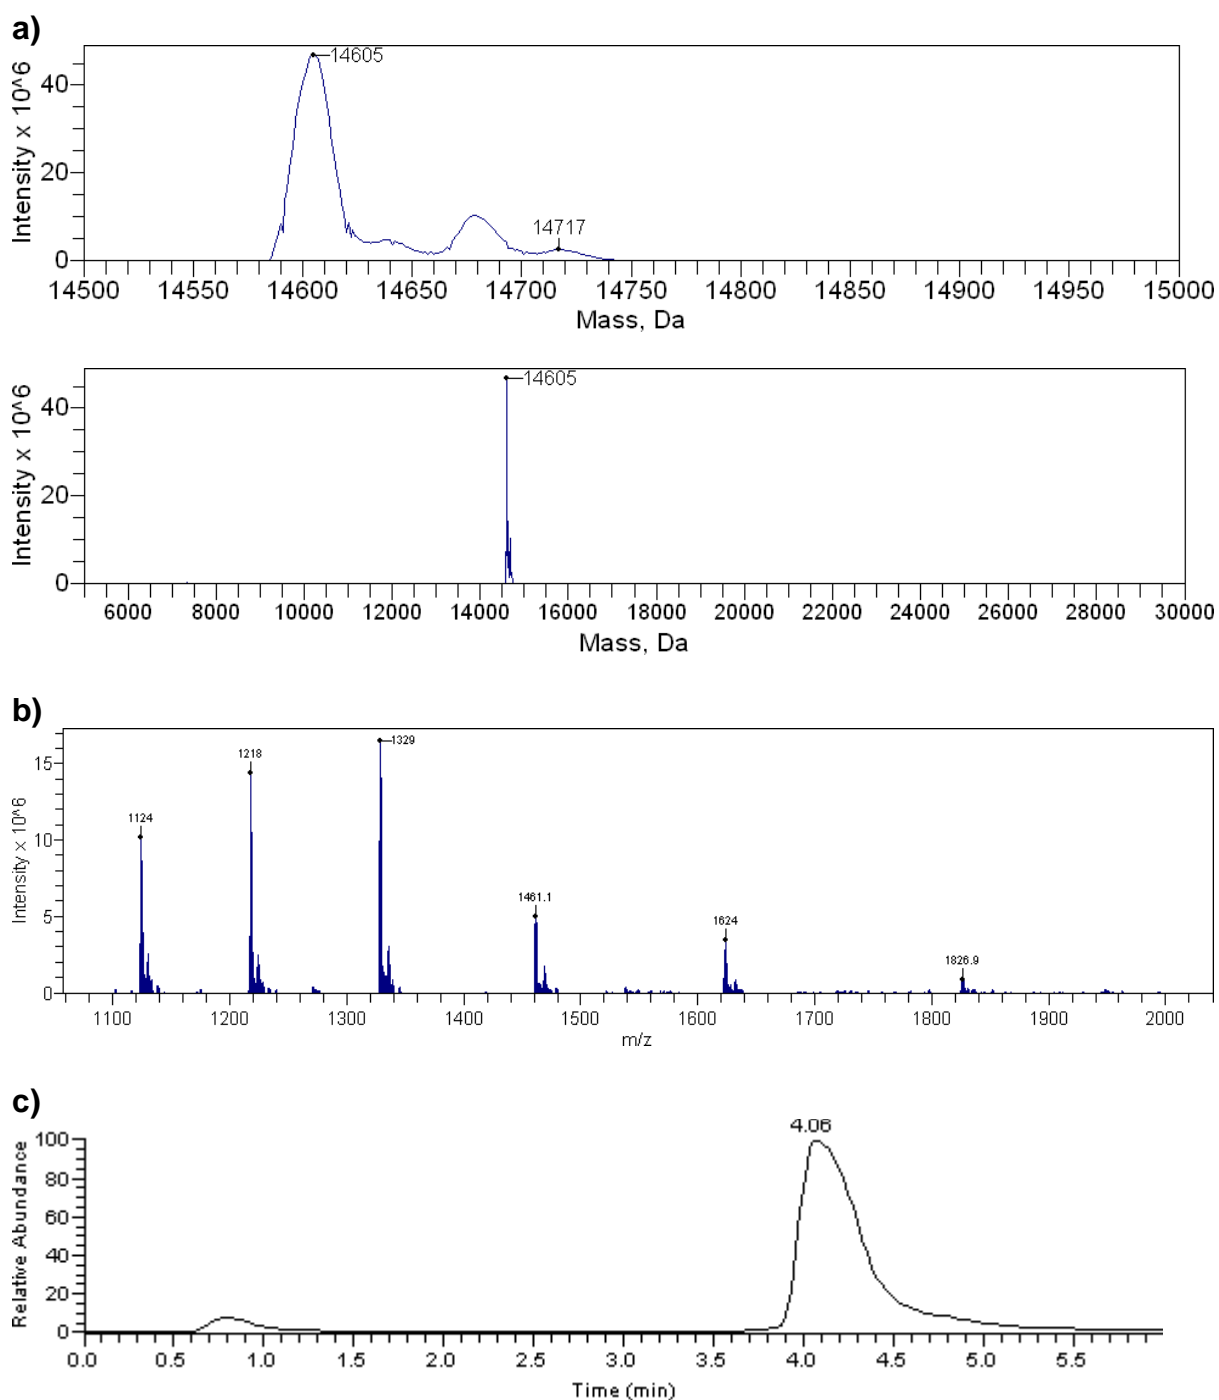 a)
14605
14717
Intensity x 10^6
40
20
0
14500 14550 14600 14650 14700 14750 14800 14850 14900 14950 15000
Mass, Da
14605
Intensity x 10^6
40
20
0
6000 8000 10000 12000 14000 16000 18000 20000 22000 24000 26000 28000 30000
Mass, Da
b)
1329
1218
1124
1461.1
1624
1826.9
Intensity x 10^6
15
10
5
0
1100 1200 1300 1400 1500 1600 1700 1800 1900 2000
m/z
c)
4.06
Relative Abundance
100
80
60
40
20
0
0.0 0.5 1.0 1.5 2.0 2.5 3.0 3.5 4.0 4.5 5.0 5.5
Time (min)